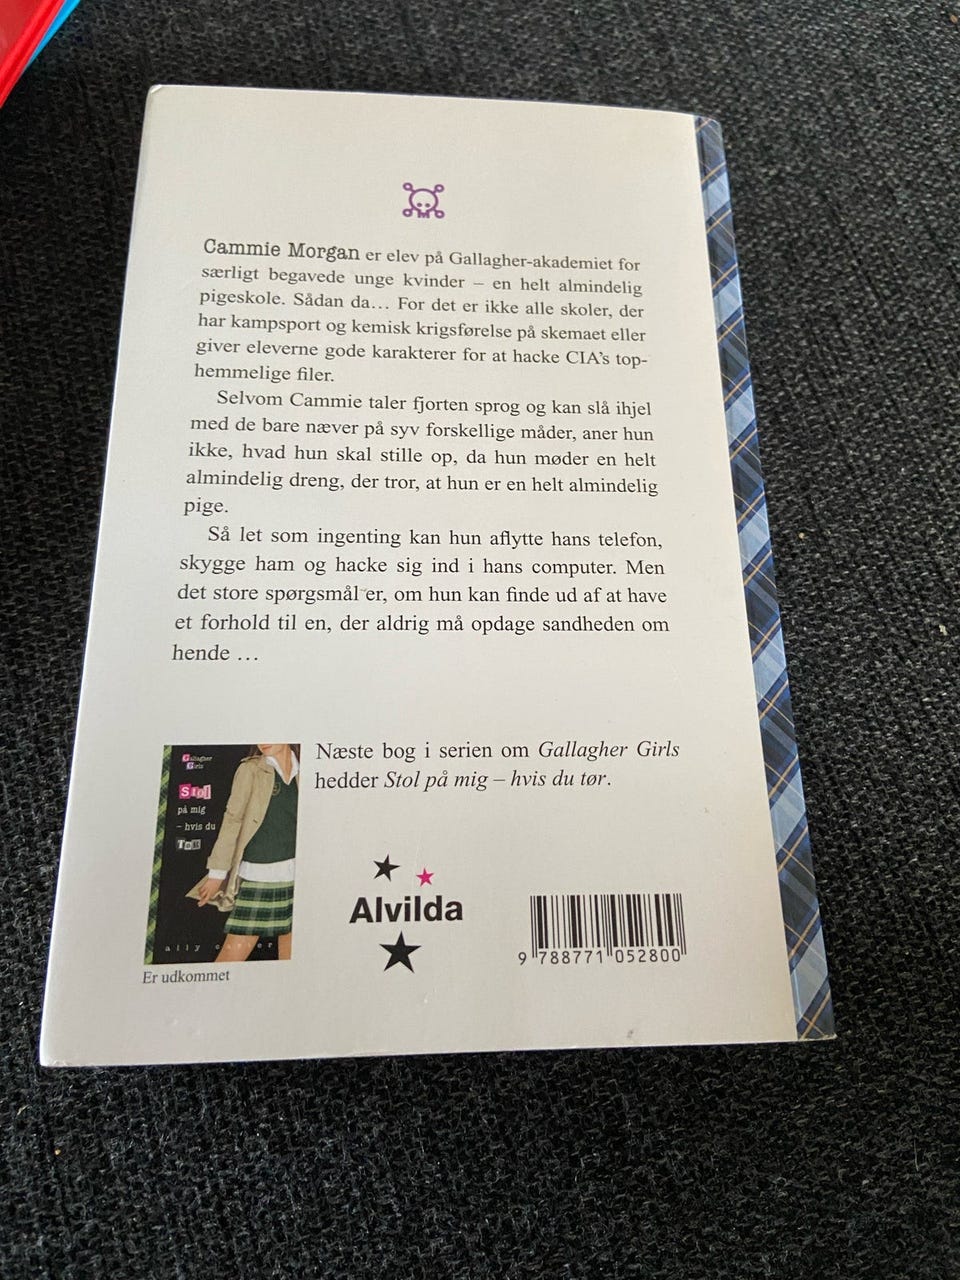 Cammie Morgan er elev på Gallagher-akademiet for
særligt begavede unge kvinder – en helt almindelig
pigeskole. Sådan da… For det er ikke alle skoler, der
har kampsport og kemisk krigsførelse på skemaet eller
giver eleverne gode karakterer for at hacke CIA's top-
hemmelige filer.
Selvom Cammie taler fjorten sprog og kan slå ihjel
med de bare næver på syv forskellige måder, aner hun
ikke, hvad hun skal stille op, da hun møder en helt
almindelig dreng, der tror, at hun er en helt almindelig
pige.
Så let som ingenting kan hun aflytte hans telefon,
skygge ham og hacke sig ind i hans computer. Men
det store spørgsmål er, om hun kan finde ud af at have
et forhold til en, der aldrig må opdage sandheden om
hende …
Næste bog i serien om Gallagher Girls
hedder Stol på mig – hvis du tør.
Gallagher
Girls
Stol
på mig
– hvis du
TØR
ally carter
Er udkommet
Alvilda
9 788771 052800